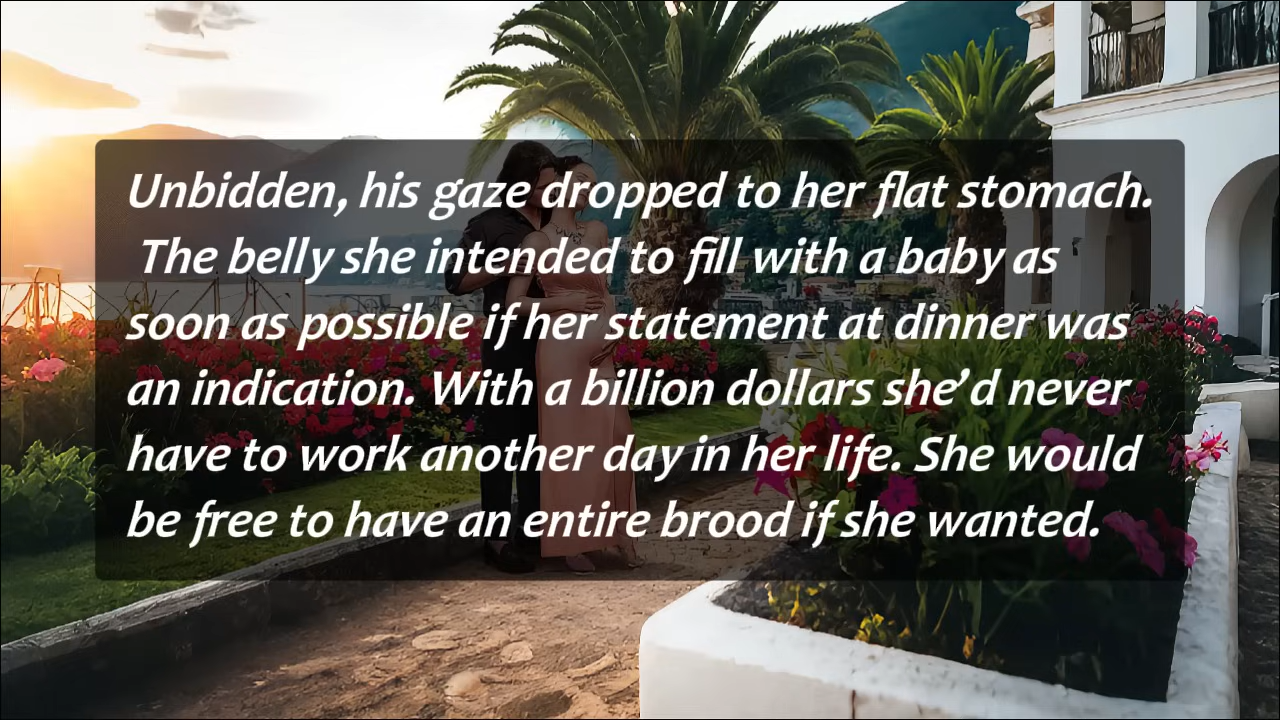 Unbidden, his gaze dropped to her flat stomach.
The belly she intended to fill with a baby as
soon as possible if her statement at dinner was
an indication. With a billion dollars she’d never
have to work another day in her life. She would
be free to have an entire brood if she wanted.